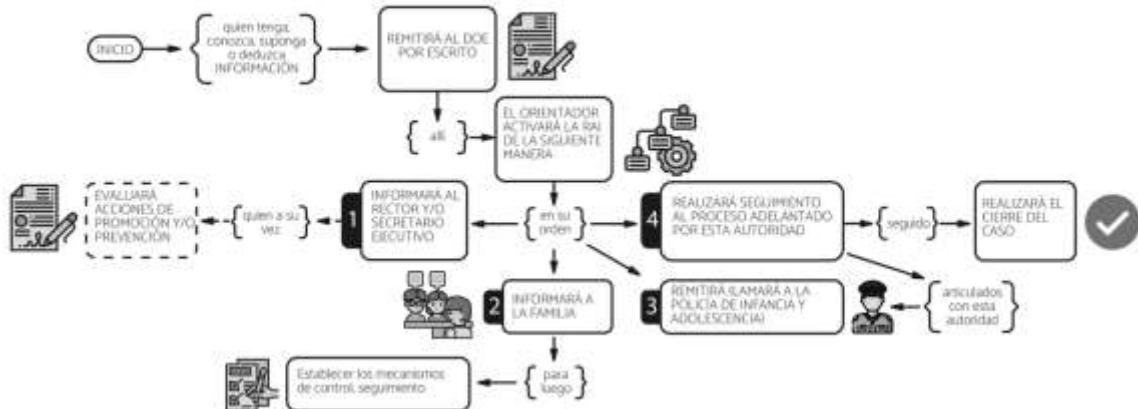 INICIO
quien tenga,
conozca, suponga
o deduzca
INFORMACIÓN
REMITIRÁ AL DOE
POR ESCRITO
allí
EL ORIENTADOR
ACTIVARÁ LA RAI
DE LA SIGUIENTE
MANERA
EVALUARÁ
ACCIONES DE
PROMOCIÓN Y/O
PREVENCIÓN
quien a su
vez
1
INFORMARÁ AL
RECTOR Y/O
SECRETARIO
EJECUTIVO
en su
orden
4
REALIZARÁ SEGUIMIENTO
AL PROCESO ADELANTADO
POR ESTA AUTORIDAD
seguido
REALIZARÁ EL
CIERRE DEL
CASO
2
INFORMARÁ A
LA FAMILIA
3
REMITIRÁ (LAMARÁ A LA
POLICÍA DE INFANCIA Y
ADOLESCENCIA)
articulados
con esta
autoridad
Establecer los mecanismos
de control, seguimiento
para
luego